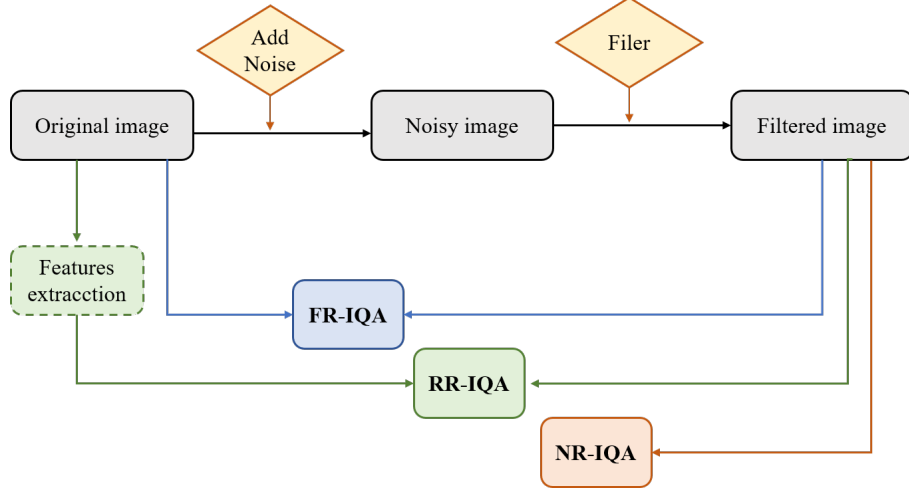 Add
Noise
Filer
Original image
Noisy image
Filtered image
Features
extracction
FR-IQA
RR-IQA
NR-IQA